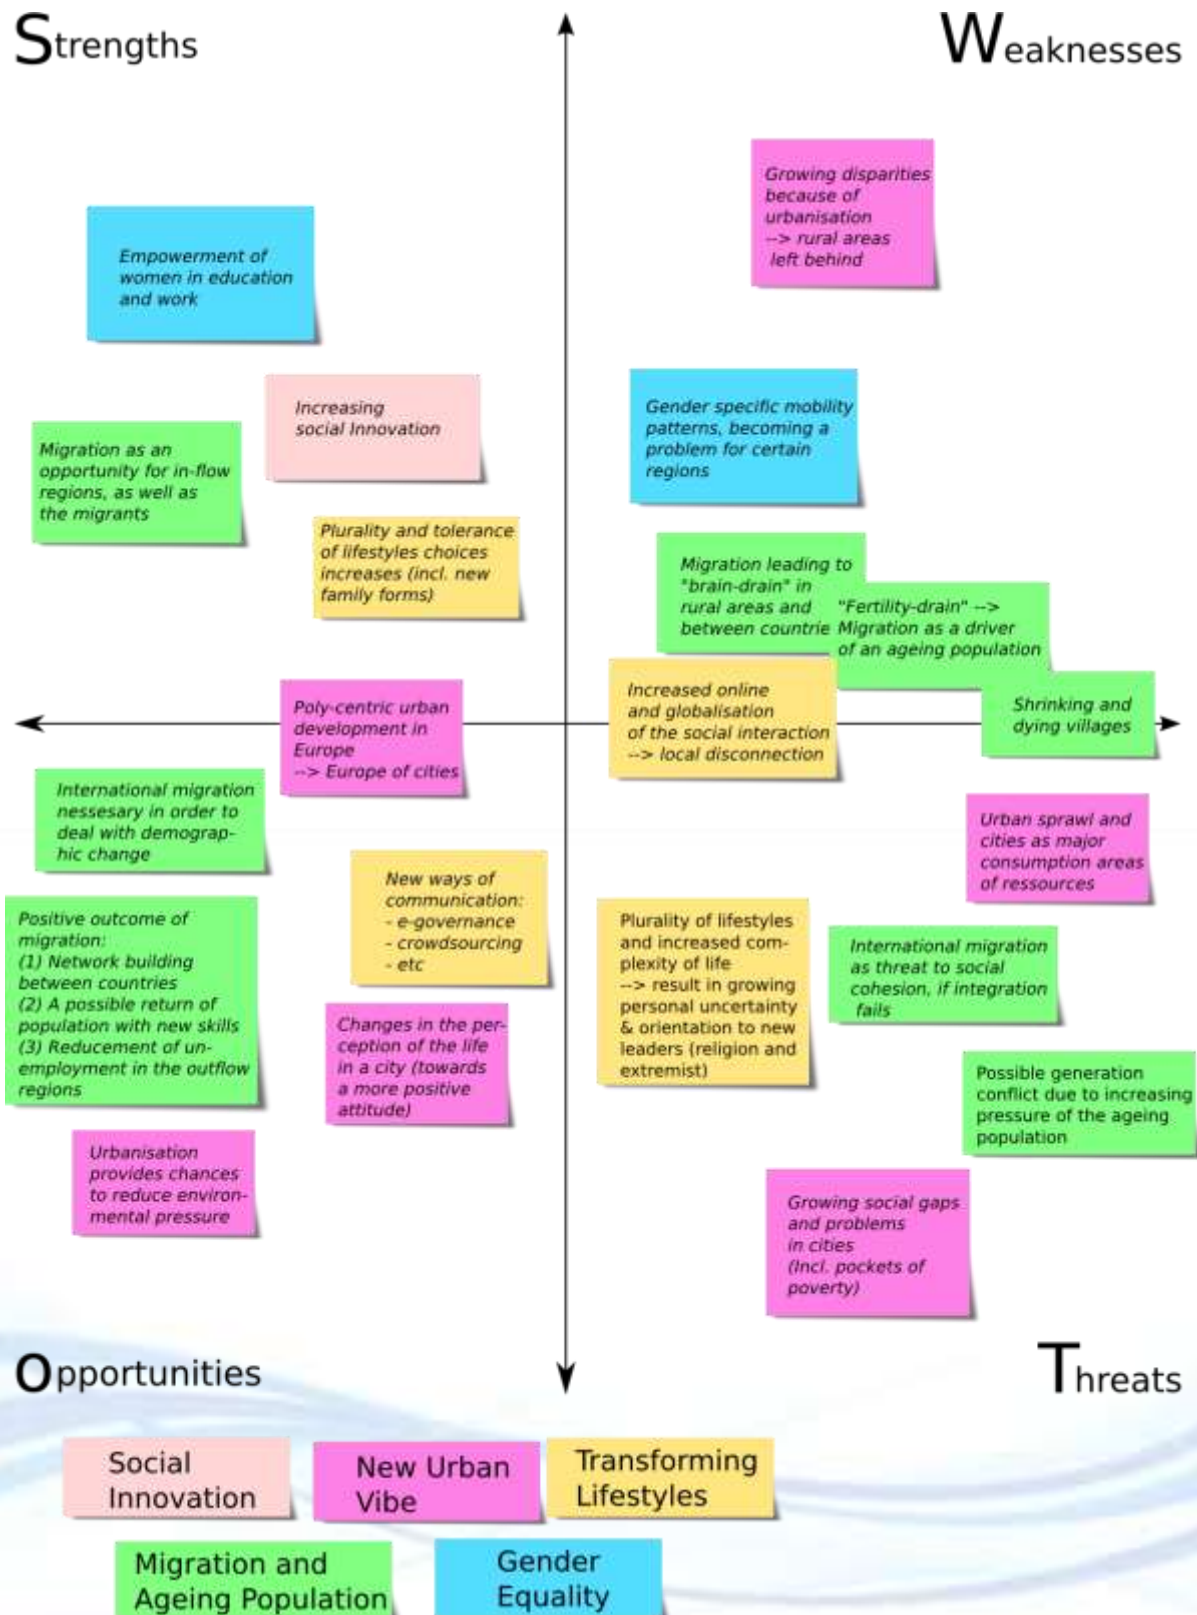 Strengths
Weaknesses
Growing disparities
because of
urbanisation
--> rural areas
left behind
Empowerment of
women in education
and work
Increasing
social Innovation
Gender specific mobility
patterns, becoming a
problem for certain
regions
Migration as an
opportunity for in-flow
regions, as well as
the migrants
Plurality and tolerance
of lifestyles choices
increases (incl. new
family forms)
Migration leading to
"brain-drain" in
rural areas and
between countrie
"Fertility-drain" -->
Migration as a driver
of an ageing population
Increased online
and globalisation
of the social interaction
--> local disconnection
Shrinking and
dying villages
Poly-centric urban
development in
Europe
--> Europe of cities
International migration
nessesary in order to
deal with demograp-
hic change
Urban sprawl and
cities as major
consumption areas
of ressources
New ways of
communication:
- e-governance
- crowdsourcing
- etc
Positive outcome of
migration:
(1) Network building
between countries
(2) A possible return of
population with new skills
(3) Reducement of un-
employment in the outflow
regions
Plurality of lifestyles
and increased com-
plexity of life
--> result in growing
personal uncertainty
& orientation to new
leaders (religion and
extremist)
International migration
as threat to social
cohesion, if integration
fails
Changes in the per-
ception of the life
in a city (towards
a more positive
attitude)
Possible generation
conflict due to increasing
pressure of the ageing
population
Urbanisation
provides chances
to reduce environ-
mental pressure
Growing social gaps
and problems
in cities
(Incl. pockets of
poverty)
Opportunities
Threats
Social
Innovation
New Urban
Vibe
Transforming
Lifestyles
Migration and
Ageing Population
Gender
Equality